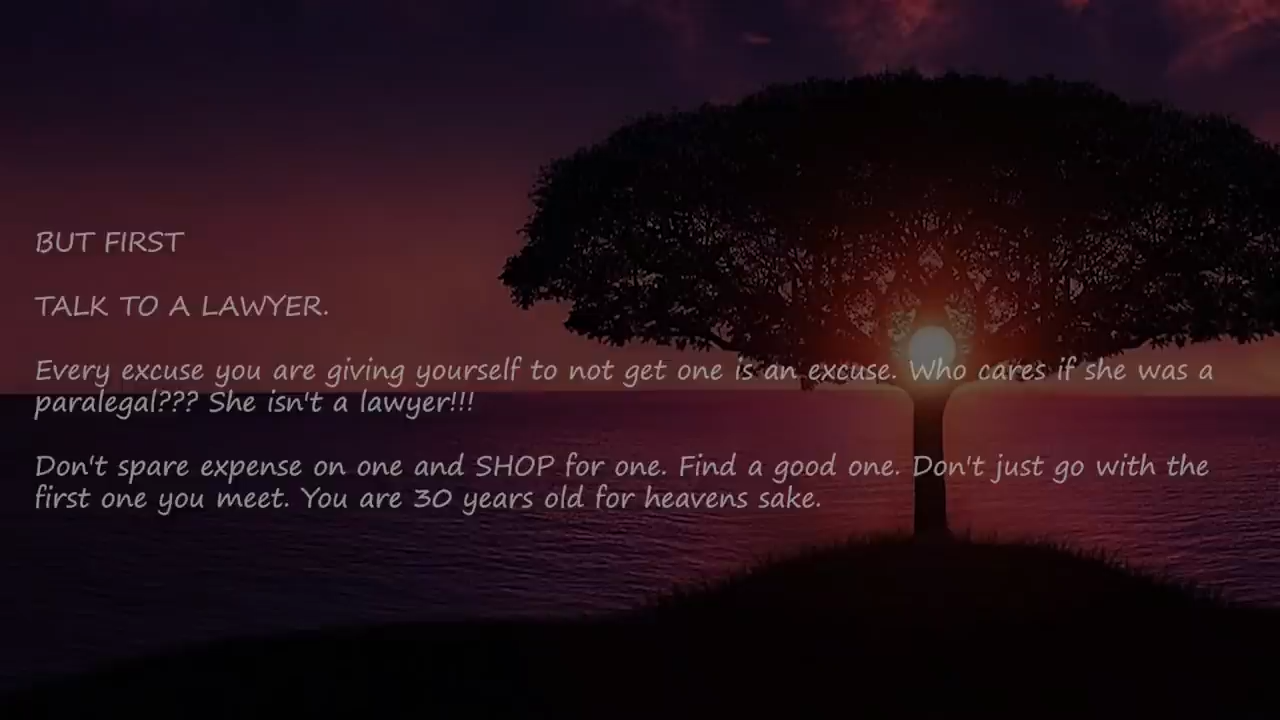 BUT FIRST
TALK TO A LAWYER.
Every excuse you are giving yourself to not get one is an excuse. Who cares if she was a
paralegal??? She isn't a lawyer!!!
Don't spare expense on one and SHOP for one. Find a good one. Don't just go with the
first one you meet. You are 30 years old for heavens sake.